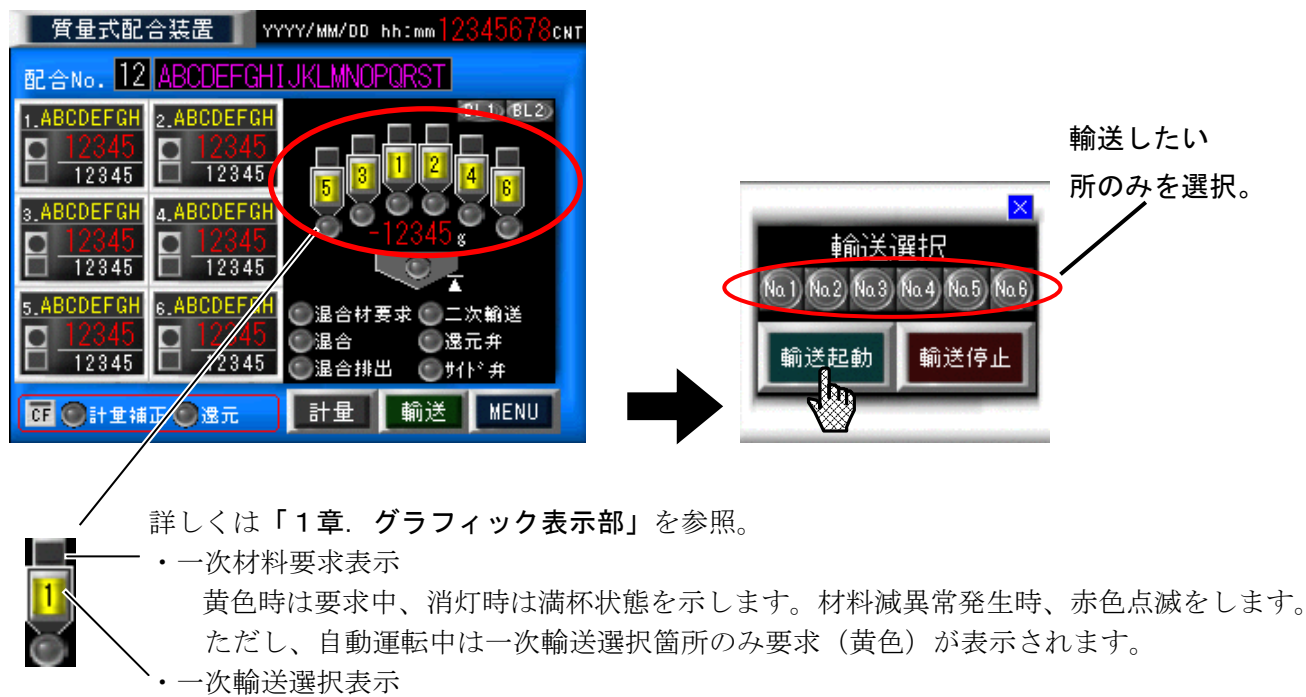 質量式配合装置 YYYY/MM/DD hh:mm 12345678CNT
配合No. 12 ABCDEFGHIJKLMNOPQRST
BL1 BL2
1.ABCDEFGH 2.ABCDEFGH
12345 12345
12345 12345
3.ABCDEFGH 4.ABCDEFGH
12345 12345
12345 12345
5.ABCDEFGH 6.ABCDEFGH
12345 12345
12345 12345
5 3 1 2 4 6
-12345 g
混合材要求 二次輸送
混合 還元弁
混合排出 サイド弁
CF 計量補正 還元
計量 輸送 MENU
輸送したい
所のみを選択。
×
輸送選択
No.1 No.2 No.3 No.4 No.5 No.6
輸送起動 輸送停止
詳しくは「1章．グラフィック表示部」を参照。
・一次材料要求表示
黄色時は要求中、消灯時は満杯状態を示します。材料減異常発生時、赤色点滅をします。
ただし、自動運転中は一次輸送選択箇所のみ要求（黄色）が表示されます。
1
・一次輸送選択表示